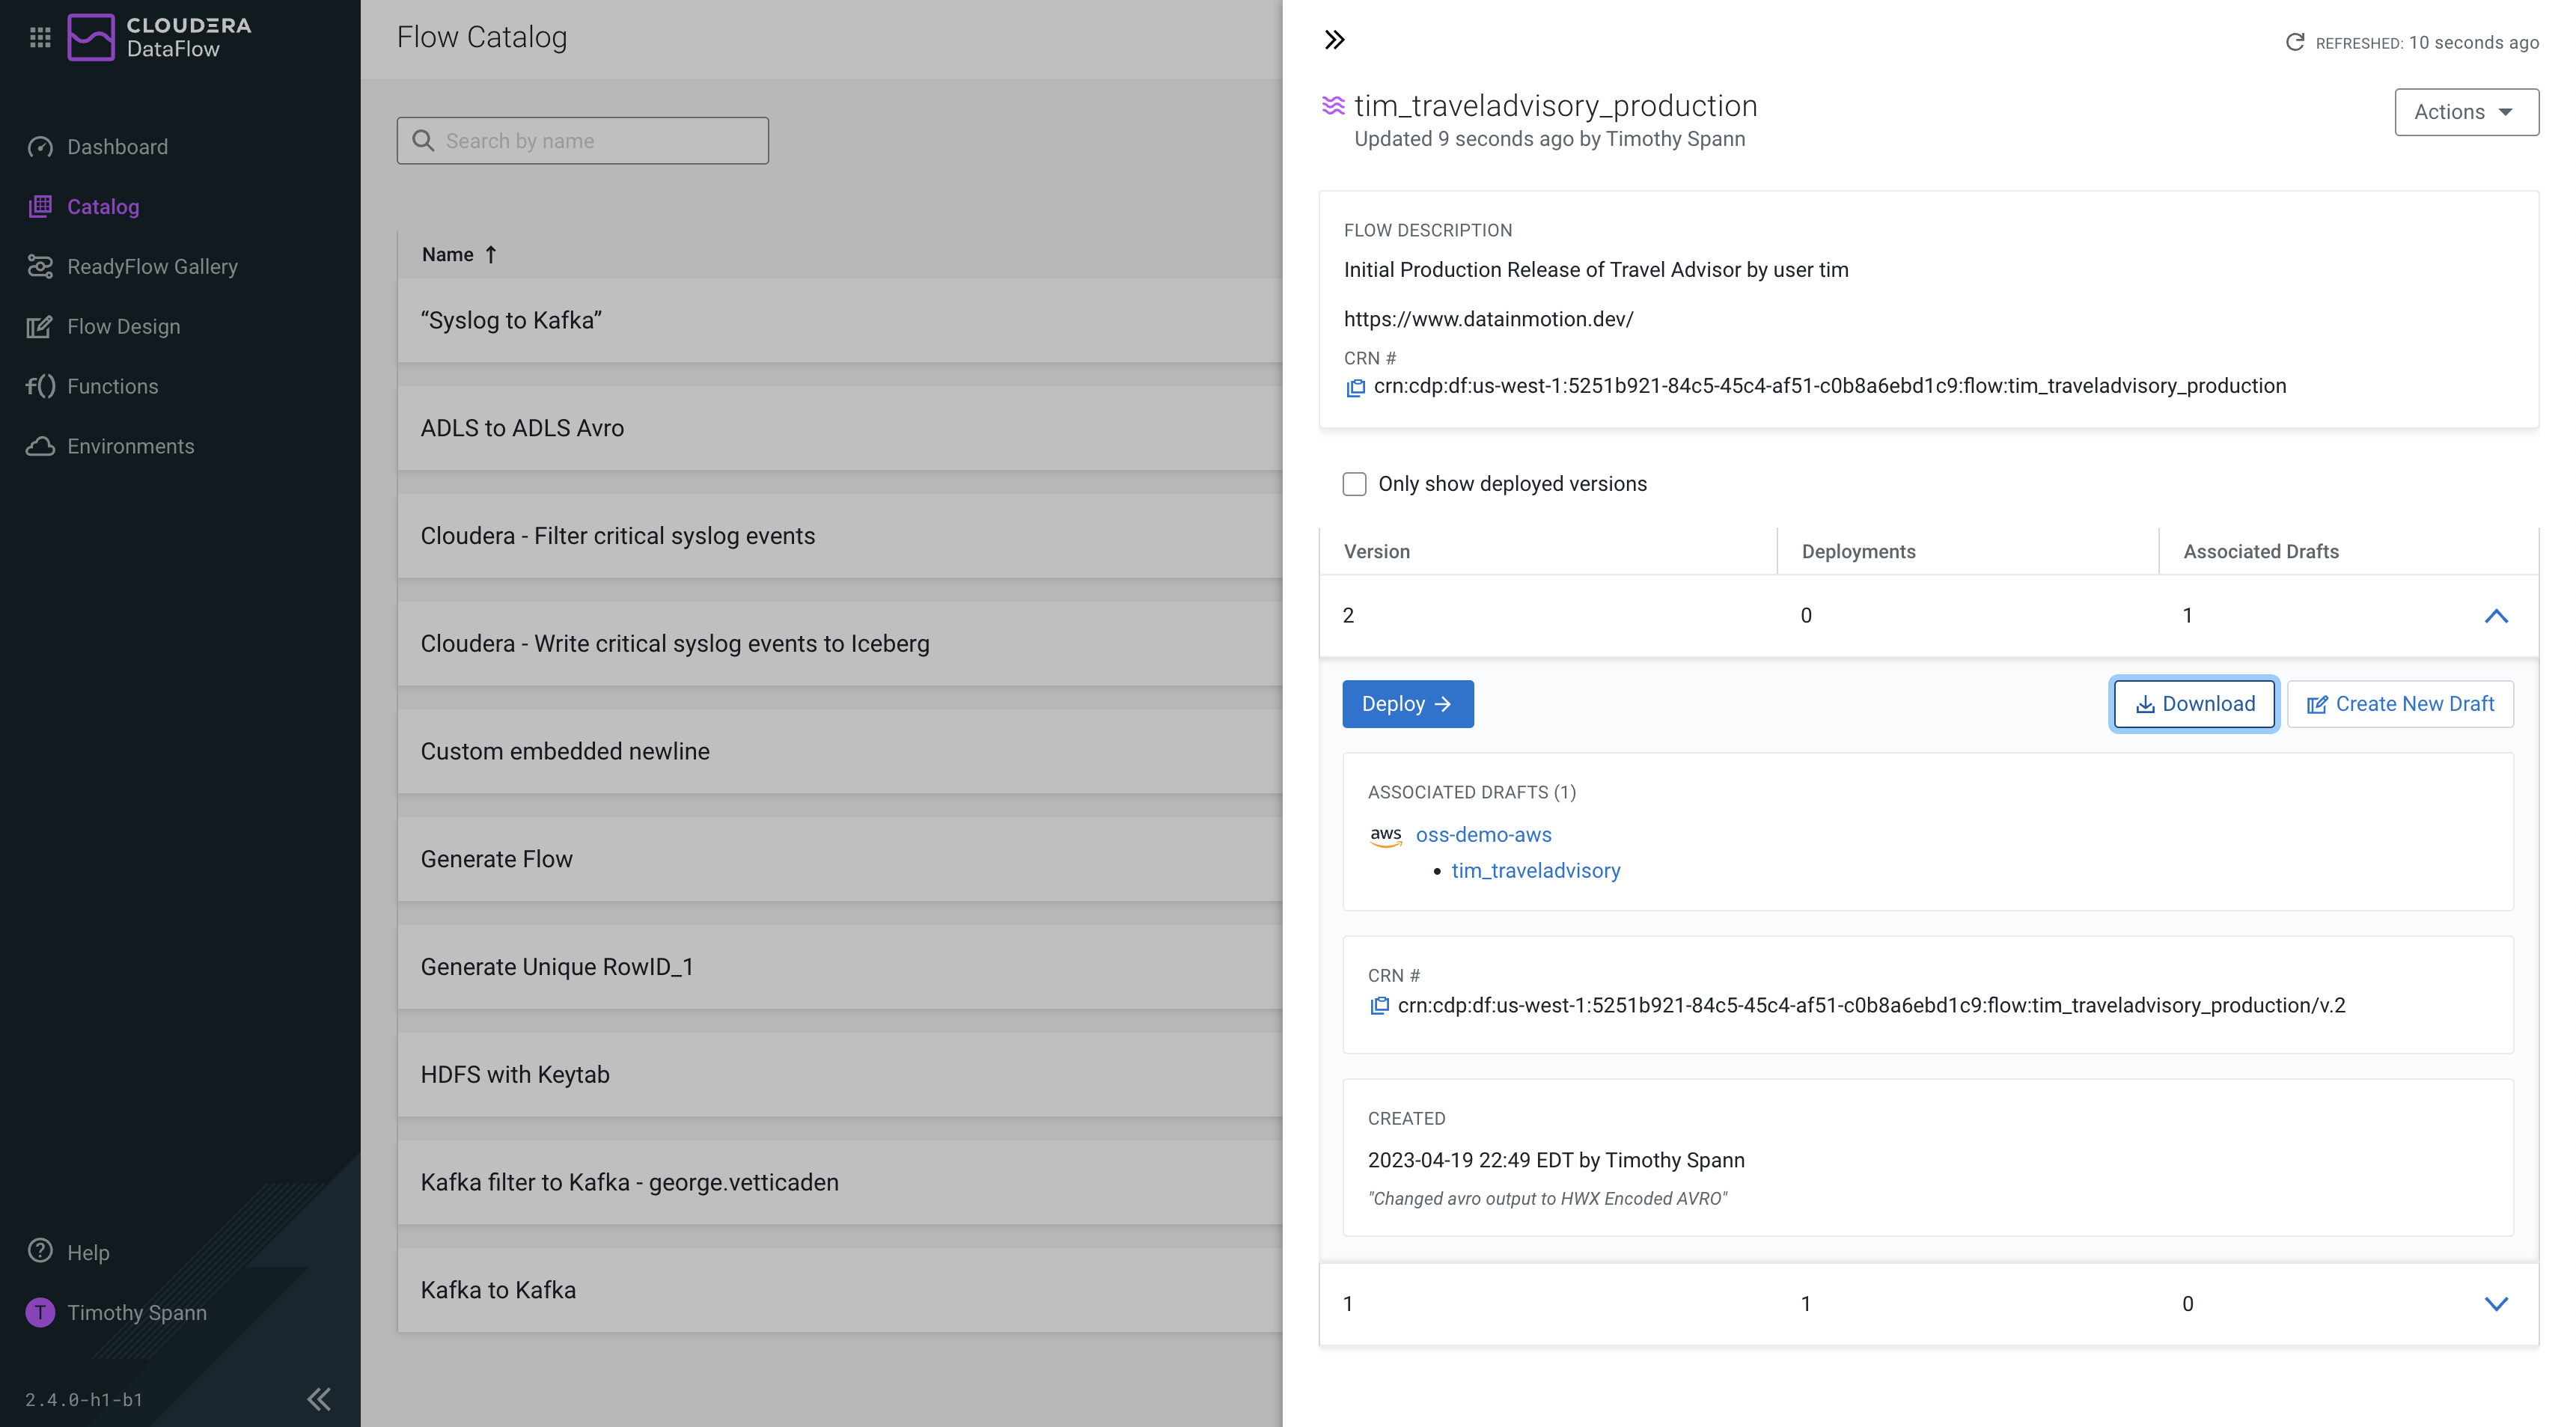 CLOUDERA
DataFlow
Dashboard
Catalog
ReadyFlow Gallery
Flow Design
f() Functions
Environments
Help
T Timothy Spann
2.4.0-h1-b1
Flow Catalog
Search by name
Name
“Syslog to Kafka”
ADLS to ADLS Avro
Cloudera - Filter critical syslog events
Cloudera - Write critical syslog events to Iceberg
Custom embedded newline
Generate Flow
Generate Unique RowID_1
HDFS with Keytab
Kafka filter to Kafka - george.vetticaden
Kafka to Kafka
REFRESHED: 10 seconds ago
tim_traveladvisory_production
Updated 9 seconds ago by Timothy Spann
Actions
FLOW DESCRIPTION
Initial Production Release of Travel Advisor by user tim
https://www.datainmotion.dev/
CRN #
crn:cdp:df:us-west-1:5251b921-84c5-45c4-af51-c0b8a6ebd1c9:flow:tim_traveladvisory_production
Only show deployed versions
Version Deployments Associated Drafts
2 0 1
Deploy Download Create New Draft
ASSOCIATED DRAFTS (1)
aws oss-demo-aws
• tim_traveladvisory
CRN #
crn:cdp:df:us-west-1:5251b921-84c5-45c4-af51-c0b8a6ebd1c9:flow:tim_traveladvisory_production/v.2
CREATED
2023-04-19 22:49 EDT by Timothy Spann
"Changed avro output to HWX Encoded AVRO"
1 1 0